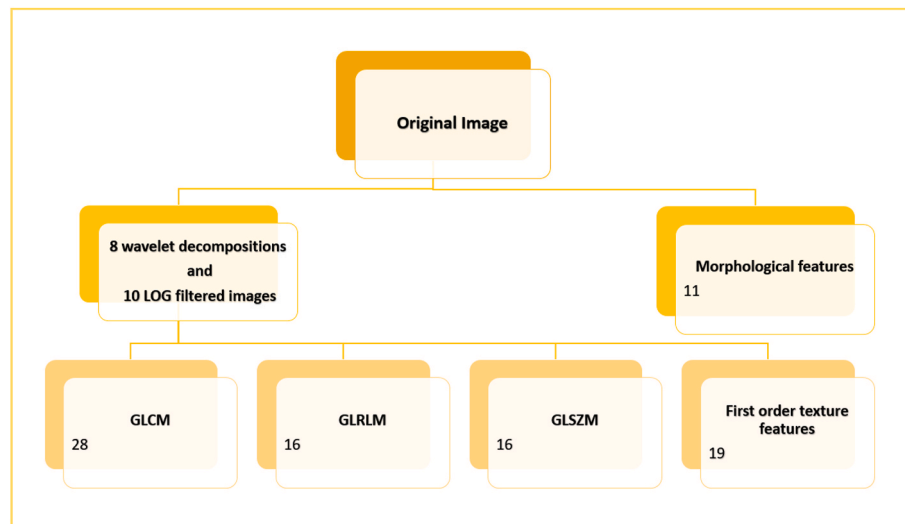 Original Image
8 wavelet decompositions
and
10 LOG filtered images
Morphological features
11
GLCM
28
GLRLM
16
GLSZM
16
First order texture
features
19